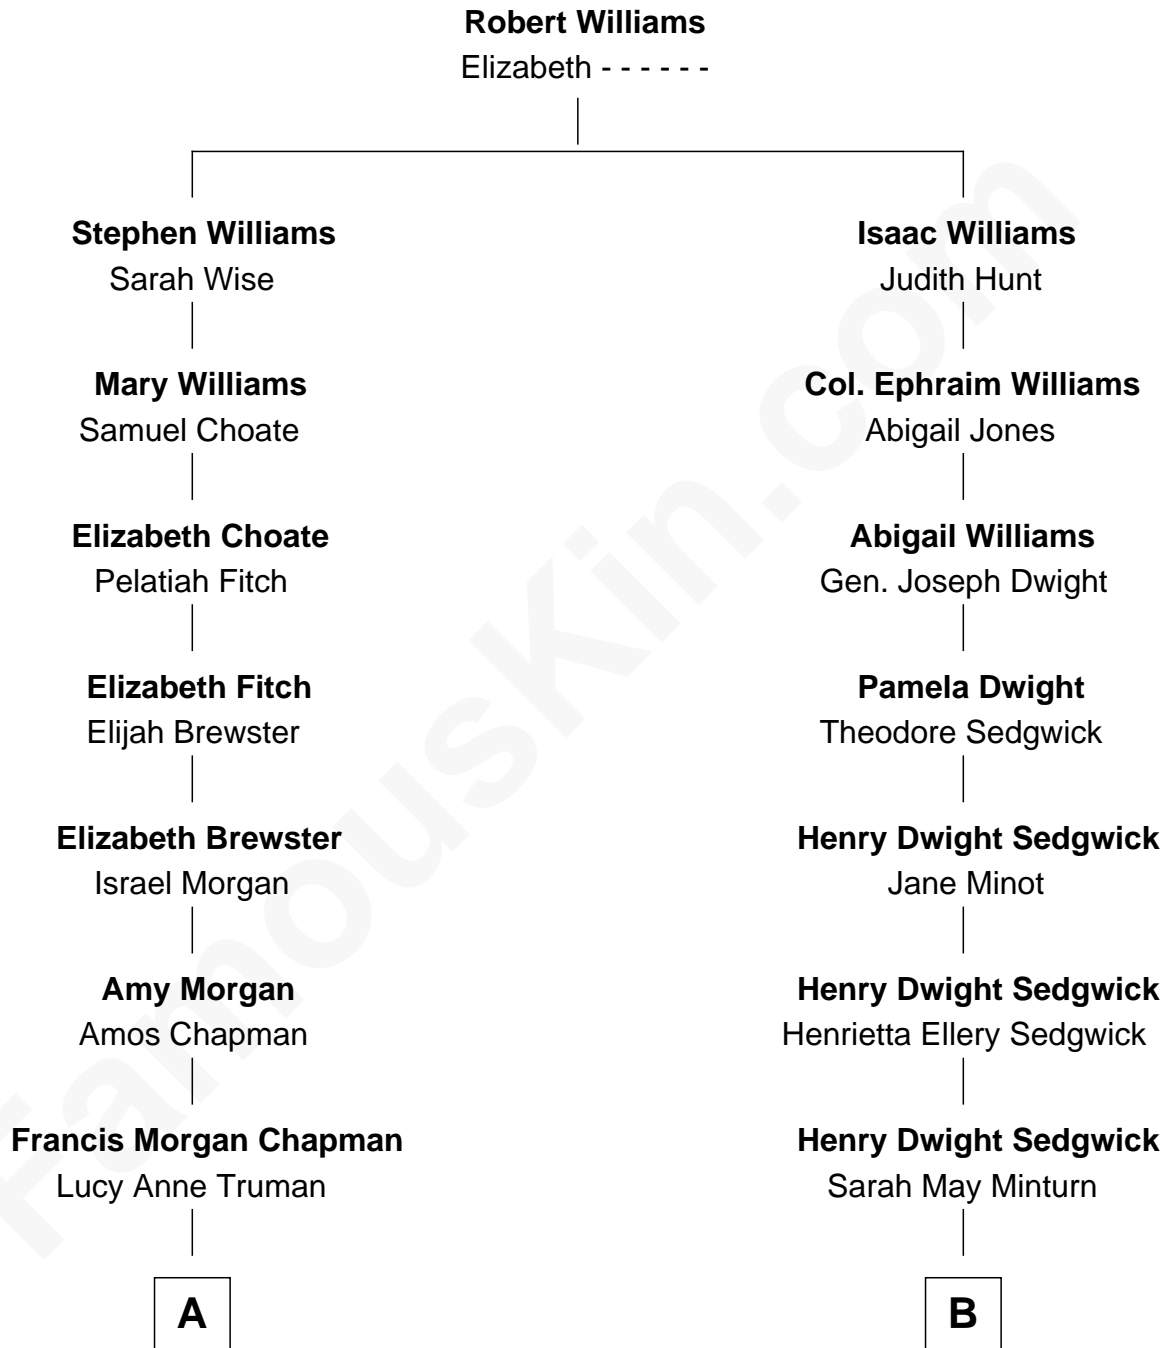 Robert Williams
Elizabeth - - - - - -
Stephen Williams
Sarah Wise
Mary Williams
Samuel Choate
Elizabeth Choate
Pelatiah Fitch
Elizabeth Fitch
Elijah Brewster
Elizabeth Brewster
Israel Morgan
Amy Morgan
Amos Chapman
Francis Morgan Chapman
Lucy Anne Truman
A
Isaac Williams
Judith Hunt
Col. Ephraim Williams
Abigail Jones
Abigail Williams
Gen. Joseph Dwight
Pamela Dwight
Theodore Sedgwick
Henry Dwight Sedgwick
Jane Minot
Henry Dwight Sedgwick
Henrietta Ellery Sedgwick
Henry Dwight Sedgwick
Sarah May Minturn
B
FamousKin.com